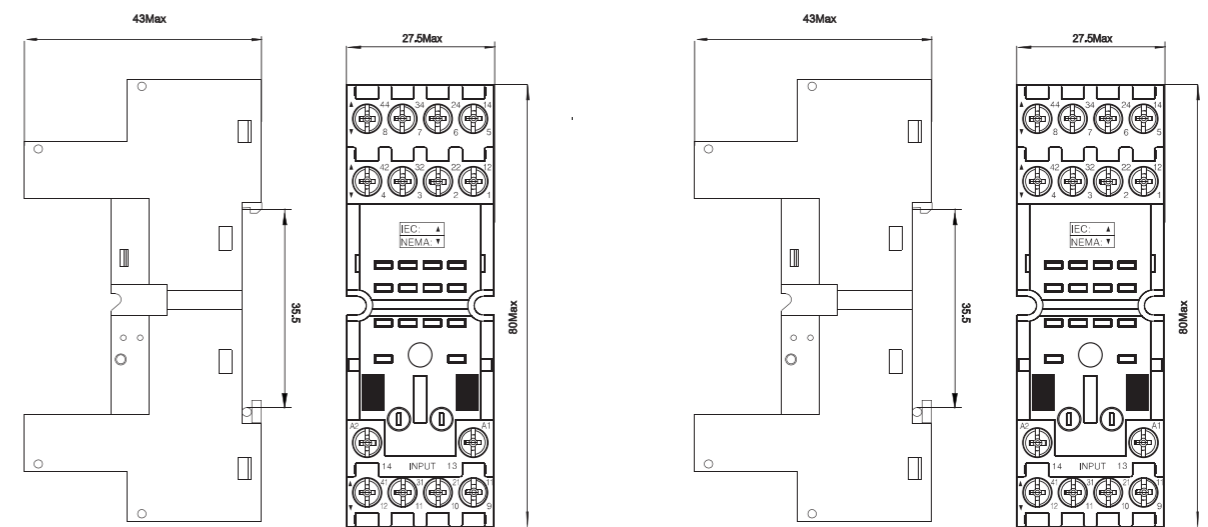 43Max
27.5Max
44 34 24 14
8 7 6 5
42 32 22 12
4 3 2 1
IEC: ▲
NEMA: ▼
35.5
80Max
A2 A1
14 INPUT 13
41 31 21 11
12 11 10 9
43Max
27.5Max
44 34 24 14
8 7 6 5
42 32 22 12
4 3 2 1
IEC: ▲
NEMA: ▼
35.5
80Max
A2 A1
14 INPUT 13
41 31 21 11
12 11 10 9